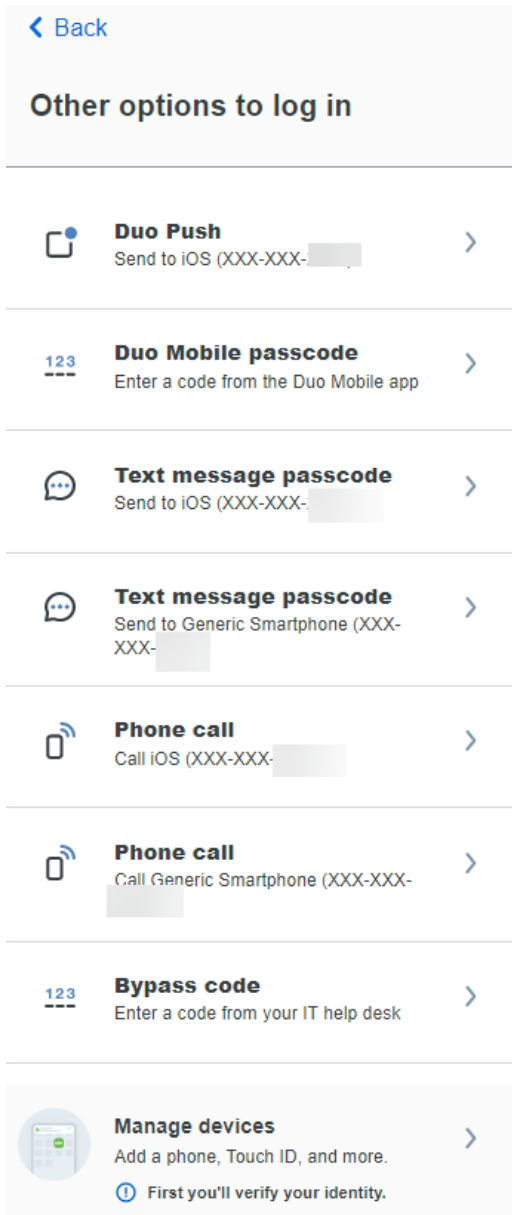 Back
Other options to log in
Duo Push
Send to iOS (XXX-XXX-
123
Duo Mobile passcode
Enter a code from the Duo Mobile app
Text message passcode
Send to iOS (XXX-XXX-
Text message passcode
Send to Generic Smartphone (XXX-
XXX-
Phone call
Call iOS (XXX-XXX-
Phone call
Call Generic Smartphone (XXX-XXX-
123
Bypass code
Enter a code from your IT help desk
Manage devices
Add a phone, Touch ID, and more.
First you'll verify your identity.